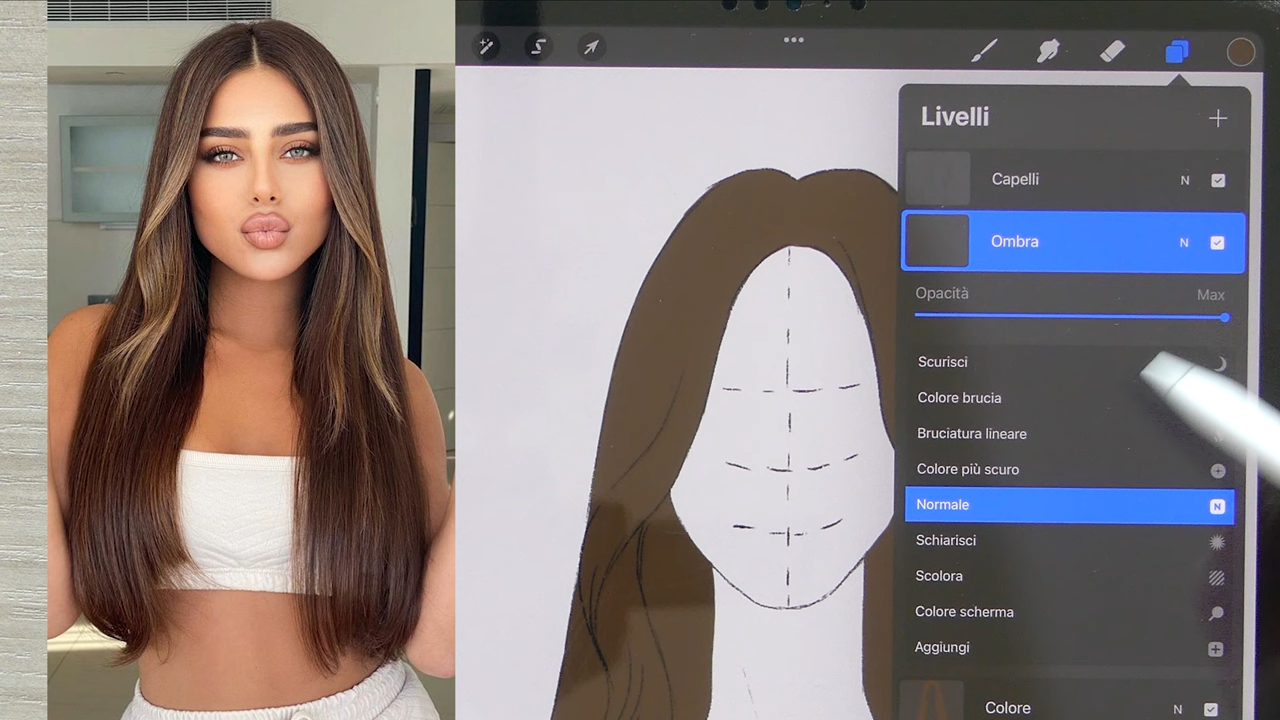 Livelli
Capelli N
Ombra N
Opacità Max
Scurisci
Colore brucia
Bruciatura lineare
Colore più scuro
Normale N
Schiarisci
Scolora
Colore scherma
Aggiungi
Colore N